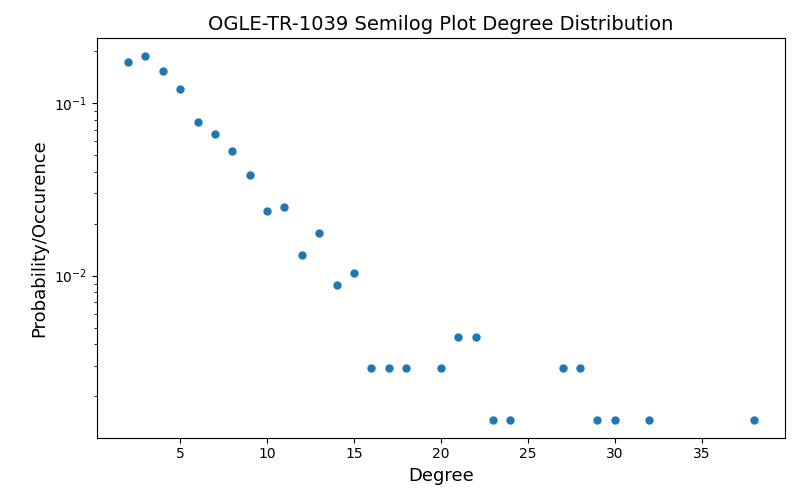 OGLE-TR-1039 Semilog Plot Degree Distribution
Probability/Occurence
10⁻¹
10⁻²
5 10 15 20 25 30 35
Degree